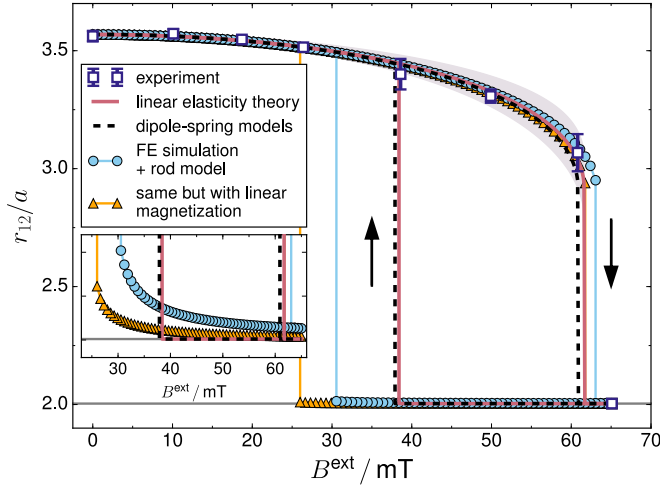 3.5
3.0
2.5
2.0
r₁₂/a
experiment
linear elasticity theory
dipole-spring models
FE simulation
+ rod model
same but with linear
magnetization
30 40 50 60
Bᵉˣᵗ / mT
0 10 20 30 40 50 60 70
Bᵉˣᵗ / mT